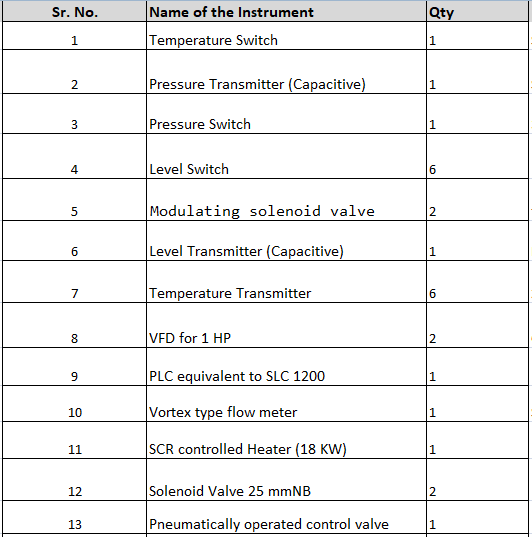 Sr. No. Name of the Instrument Qty
1 Temperature Switch 1
2 Pressure Transmitter (Capacitive) 1
3 Pressure Switch 1
4 Level Switch 6
5 Modulating solenoid valve 2
6 Level Transmitter (Capacitive) 1
7 Temperature Transmitter 6
8 VFD for 1 HP 2
9 PLC equivalent to SLC 1200 1
10 Vortex type flow meter 1
11 SCR controlled Heater (18 KW) 1
12 Solenoid Valve 25 mmNB 2
13 Pneumatically operated control valve 1